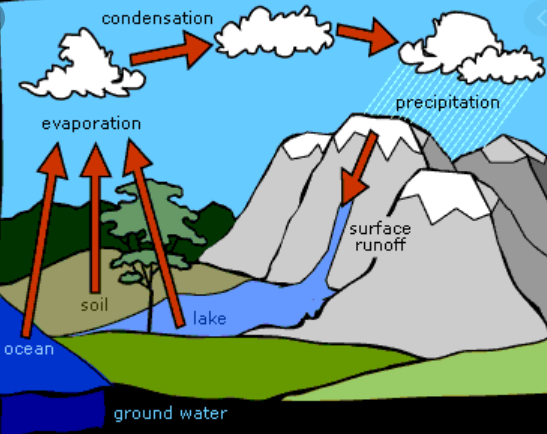 condensation
precipitation
evaporation
surface
runoff
soil
lake
ocean
ground water